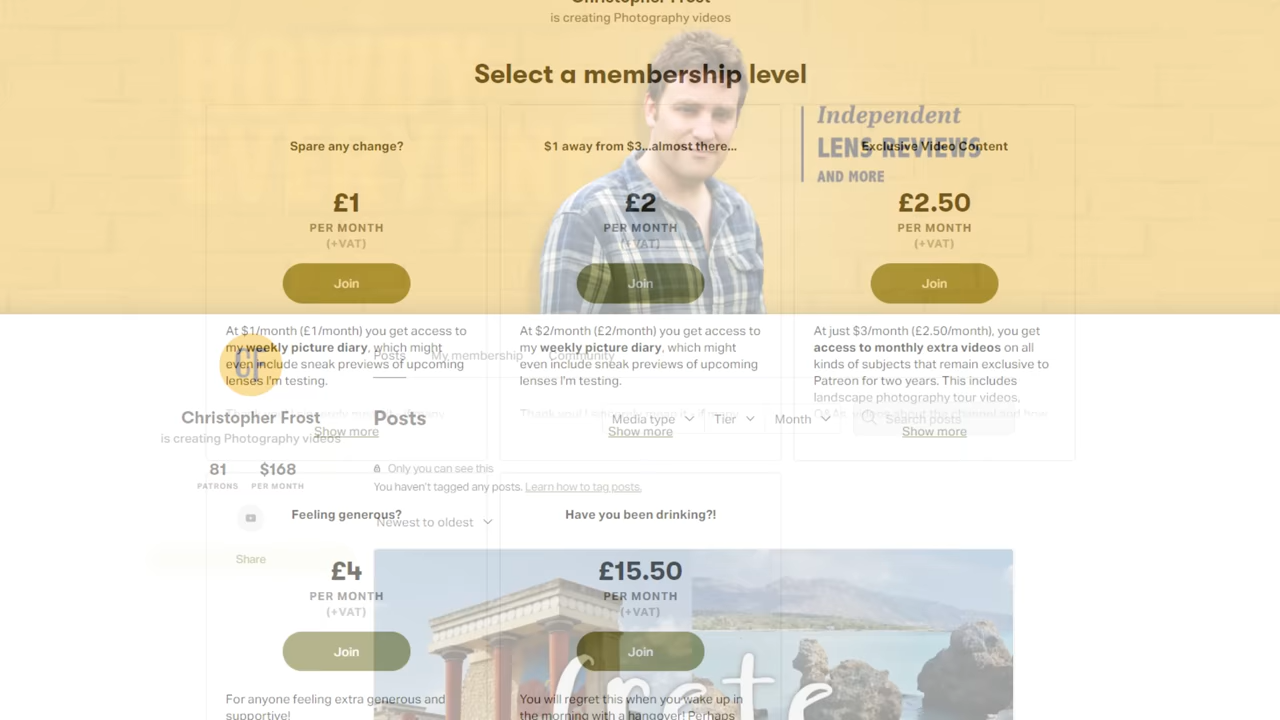 Christopher Frost
is creating Photography videos
Select a membership level
Spare any change?
£1
PER MONTH
(+VAT)
Join
At $1/month (£1/month) you get access to
my weekly picture diary, which might
even include sneak previews of upcoming
lenses I'm testing.
Show more
$1 away from $3...almost there...
£2
PER MONTH
(+VAT)
Join
At $2/month (£2/month) you get access to
my weekly picture diary, which might
even include sneak previews of upcoming
lenses I'm testing.
Show more
Independent
LENS REVIEWS
AND MORE
Exclusive Video Content
£2.50
PER MONTH
(+VAT)
Join
At just $3/month (£2.50/month), you get
access to monthly extra videos on all
kinds of subjects that remain exclusive to
Patreon for two years. This includes
landscape photography tour videos,
Show more
CF
Christopher Frost
is creating Photography videos
81
PATRONS
$168
PER MONTH
Share
Posts My membership Community
Posts
Media type Tier Month Search posts
Only you can see this
You haven't tagged any posts. Learn how to tag posts.
Newest to oldest
Feeling generous?
£4
PER MONTH
(+VAT)
Join
For anyone feeling extra generous and
supportive!
Have you been drinking?!
£15.50
PER MONTH
(+VAT)
Join
You will regret this when you wake up in
the morning with a hangover! Perhaps
Crete